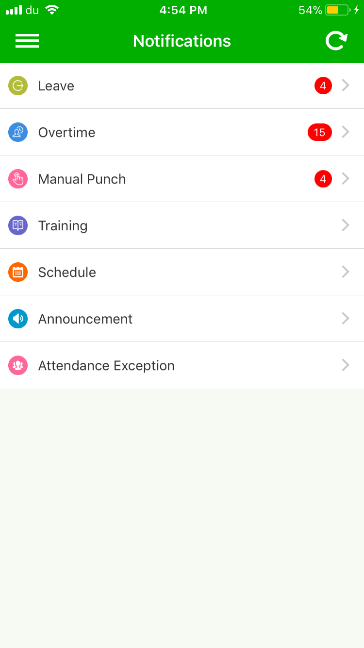 du 4:54 PM 54%
Notifications
Leave 4
Overtime 15
Manual Punch 4
Training
Schedule
Announcement
Attendance Exception